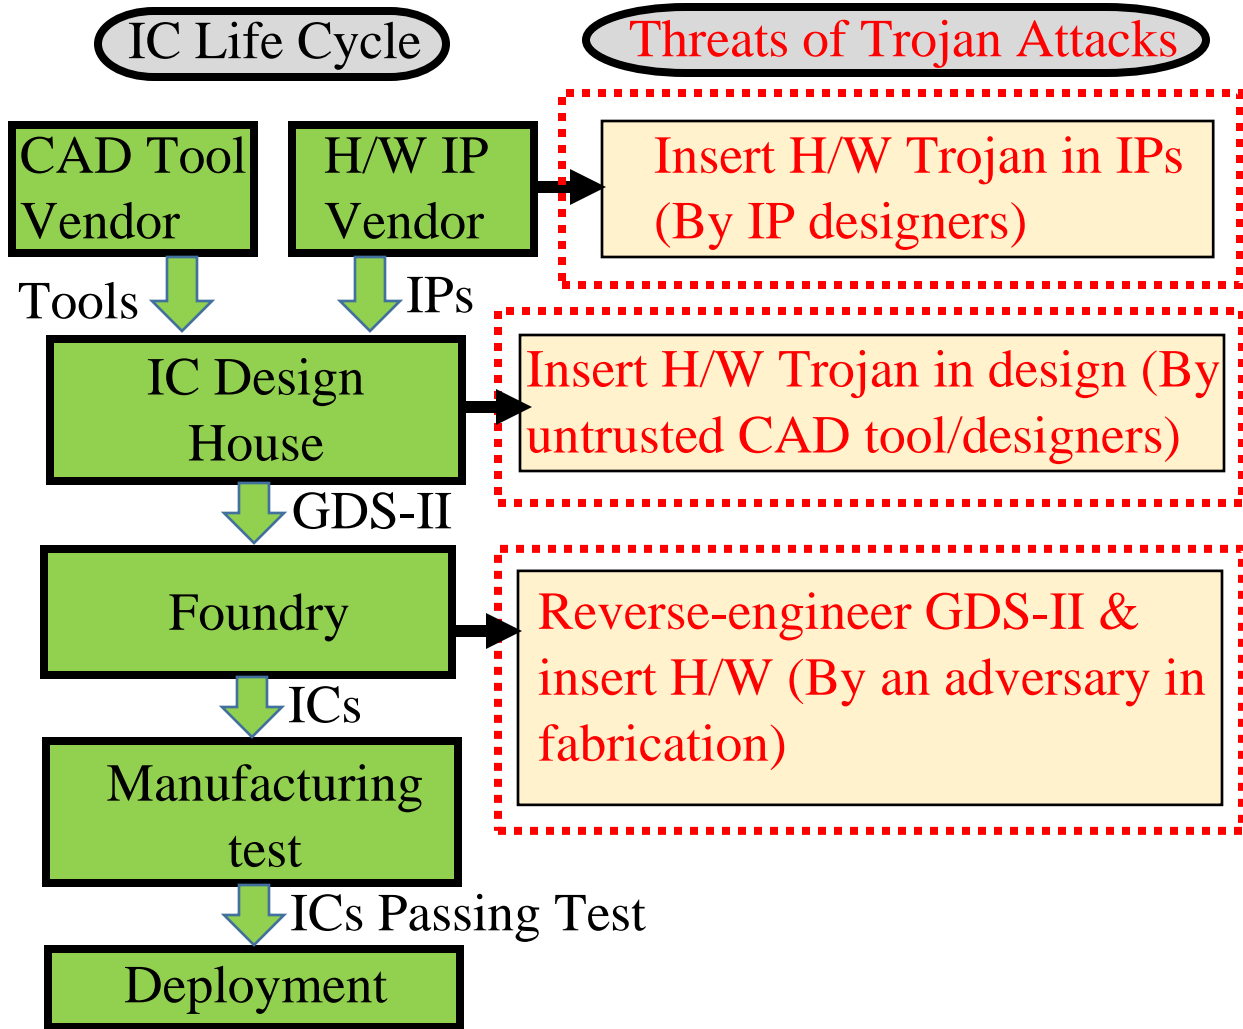 IC Life Cycle
Threats of Trojan Attacks
CAD Tool
Vendor
H/W IP
Vendor
Insert H/W Trojan in IPs
(By IP designers)
Tools
IPs
IC Design
House
Insert H/W Trojan in design (By
untrusted CAD tool/designers)
GDS-II
Foundry
Reverse-engineer GDS-II &
insert H/W (By an adversary in
fabrication)
ICs
Manufacturing
test
ICs Passing Test
Deployment